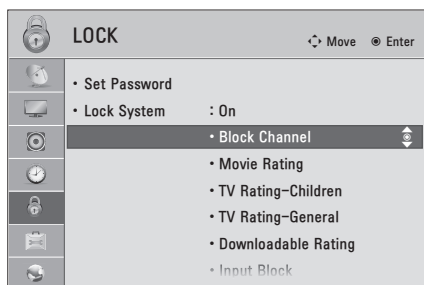 LOCK
Move Enter
• Set Password
• Lock System : On
• Block Channel
• Movie Rating
• TV Rating-Children
• TV Rating-General
• Downloadable Rating
• Input Block